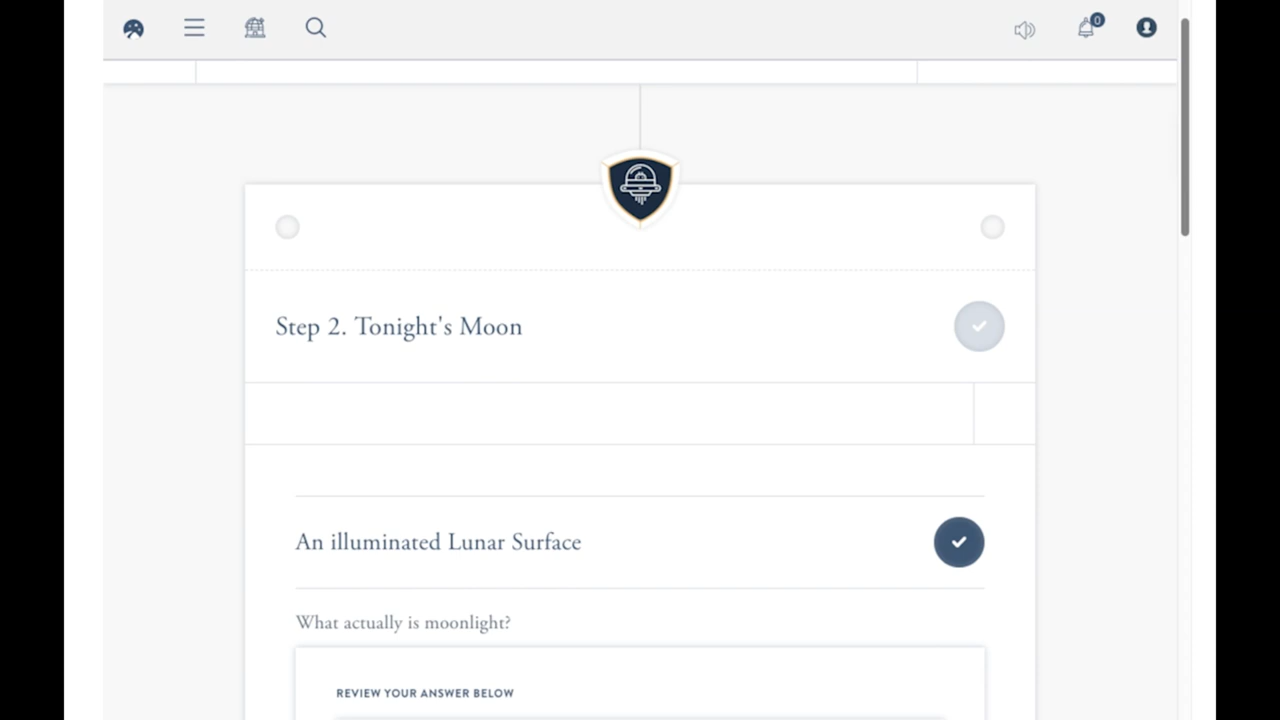 0
Step 2. Tonight's Moon
An illuminated Lunar Surface
What actually is moonlight?
REVIEW YOUR ANSWER BELOW